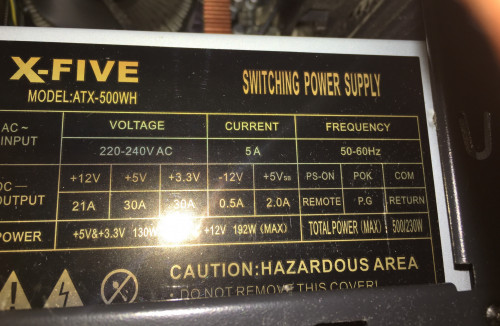 X-FIVE
SWITCHING POWER SUPPLY
MODEL:ATX-500WH
AC~ INPUT VOLTAGE CURRENT FREQUENCY
220-240V AC 5A 50-60Hz
DC OUTPUT +12V +5V +3.3V -12V +5VSB PS-ON POK COM
21A 30A 30A 0.5A 2.0A REMOTE P.G RETURN
POWER +5V&+3.3V 130W +12V 192W (MAX) TOTAL POWER (MAX) 500/230W
CAUTION:HAZARDOUS AREA
DO NOT REMOVE THIS COVER!